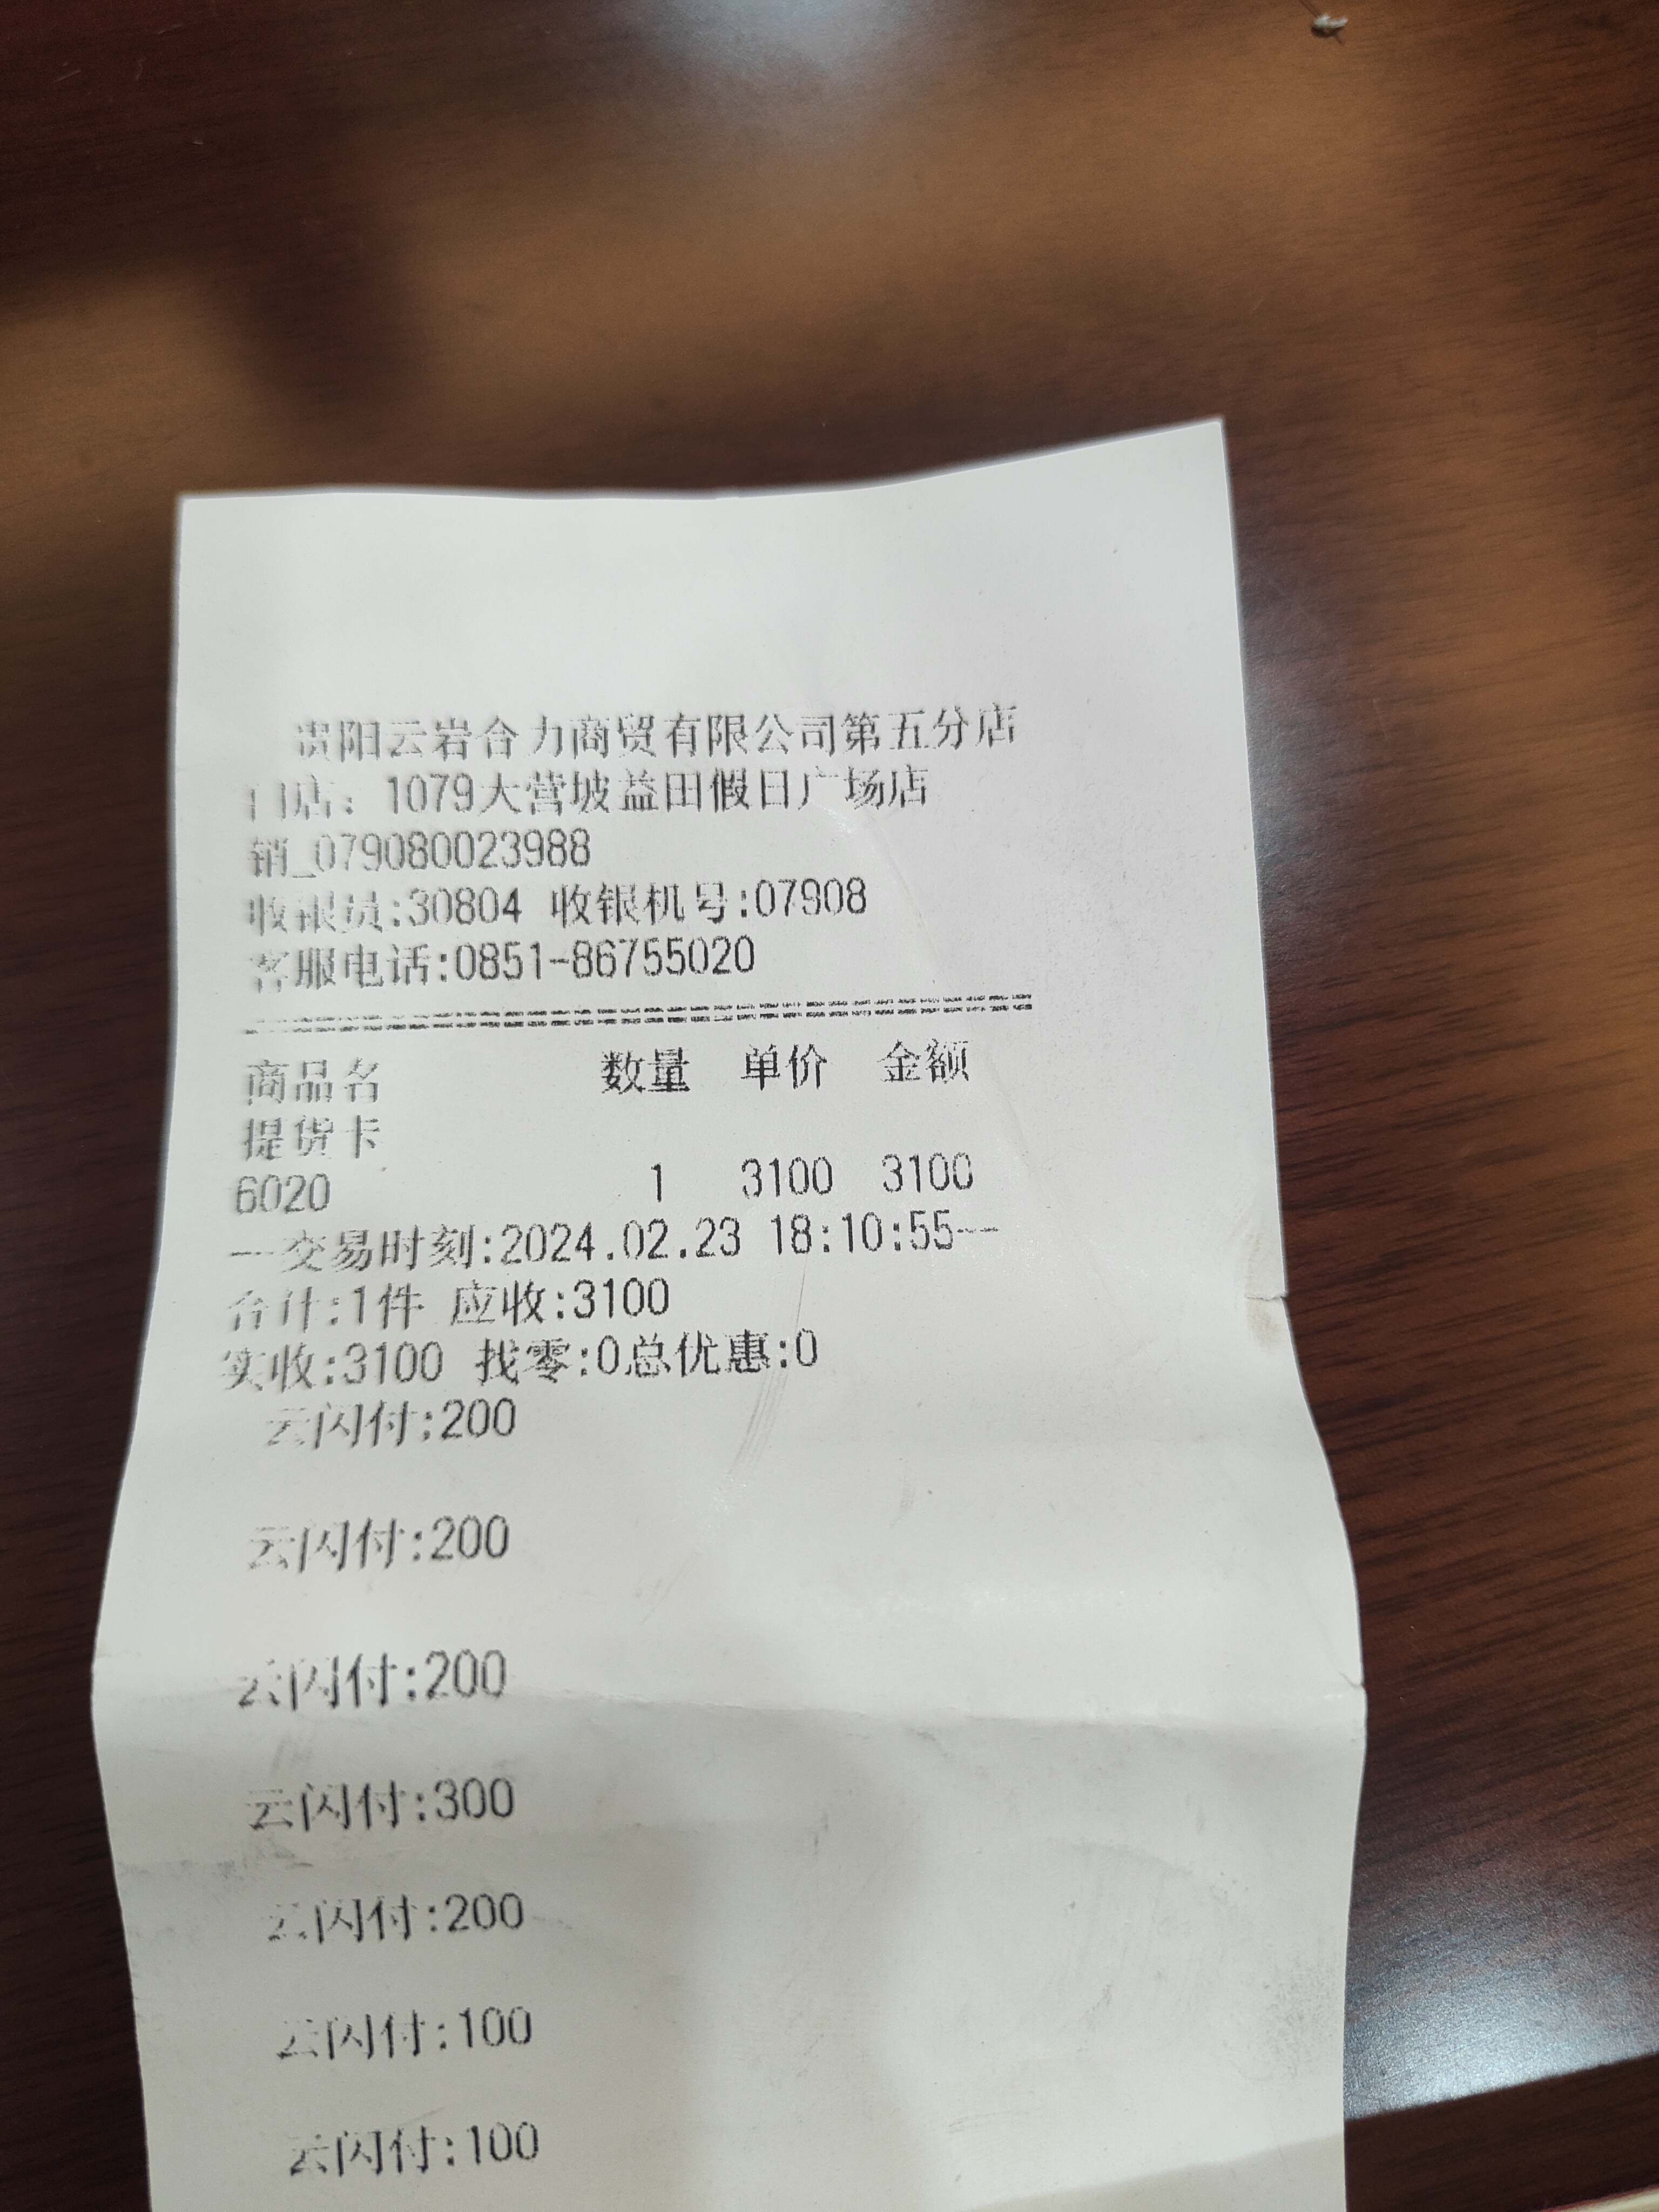 贵阳云岩合力商贸有限公司第五分店
门店：1079大营坡益田假日广场店
销_079080023988
收银员:30804 收银机号:07908
客服电话:0851-86755020
商品名 数量 单价 金额
提货卡
6020 1 3100 3100
--交易时刻:2024.02.23 18:10:55--
合计:1件 应收:3100
实收:3100 找零:0总优惠:0
云闪付:200
云闪付:200
云闪付:200
云闪付:300
云闪付:200
云闪付:100
云闪付:100